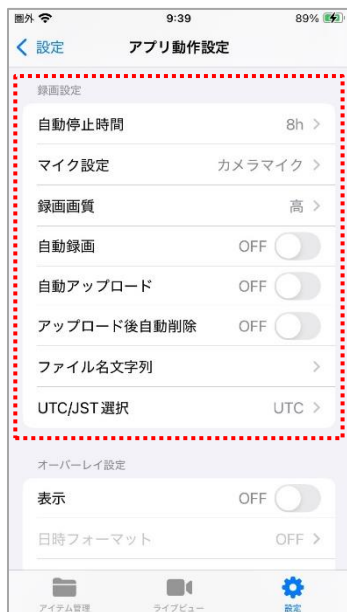 圏外 9:39 89%
設定 アプリ動作設定
録画設定
自動停止時間 8h
マイク設定 カメラマイク
録画画質 高
自動録画 OFF
自動アップロード OFF
アップロード後自動削除 OFF
ファイル名文字列
UTC/JST選択 UTC
オーバーレイ設定
表示 OFF
日時フォーマット OFF
アイテム管理 ライブビュー 設定